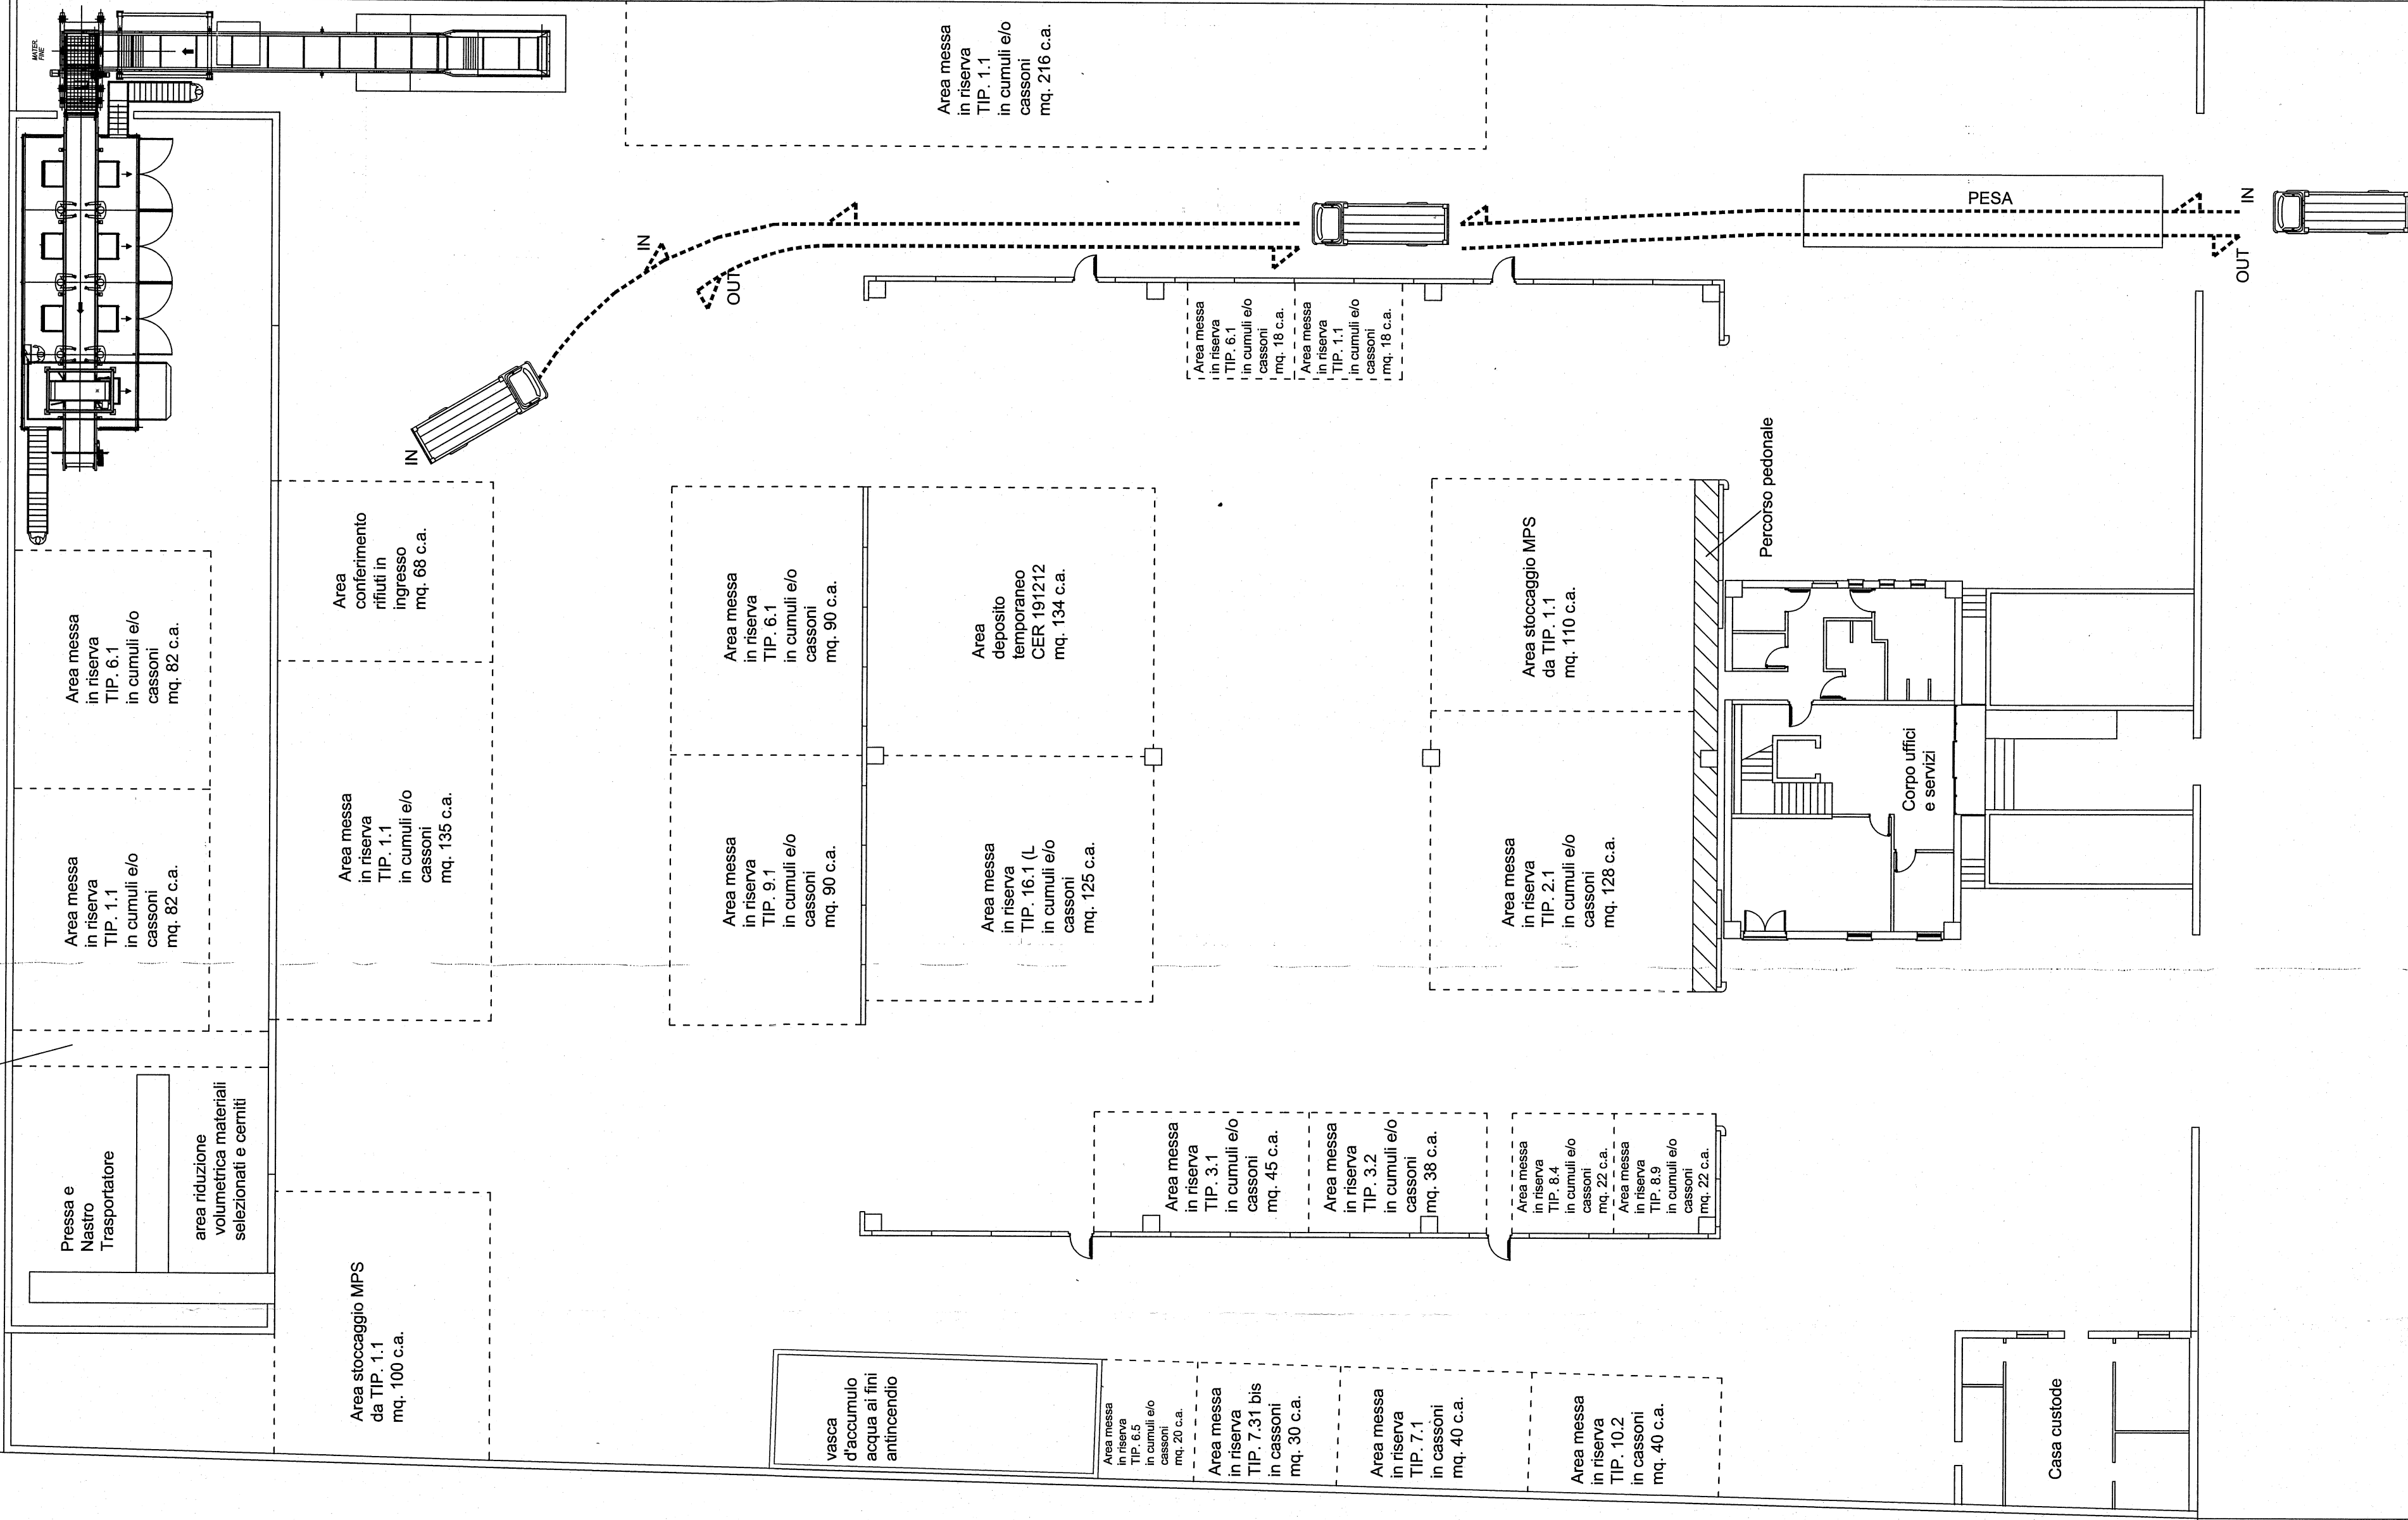 MATER.
FINE
Area messa
in riserva
TIP. 1.1
in cumuli e/o
cassoni
mq. 216 c.a.
IN
OUT
IN
PESA
IN
OUT
Area messa
in riserva
TIP. 6.1
in cumuli e/o
cassoni
mq. 18 c.a.
Area messa
in riserva
TIP. 1.1
in cumuli e/o
cassoni
mq. 18 c.a.
Percorso pedonale
Area messa
in riserva
TIP. 6.1
in cumuli e/o
cassoni
mq. 82 c.a.
Area
conferimento
rifiuti in
ingresso
mq. 68 c.a.
Area messa
in riserva
TIP. 6.1
in cumuli e/o
cassoni
mq. 90 c.a.
Area
deposito
temporaneo
CER 191212
mq. 134 c.a.
Area stoccaggio MPS
da TIP. 1.1
mq. 110 c.a.
Area messa
in riserva
TIP. 1.1
in cumuli e/o
cassoni
mq. 82 c.a.
Area messa
in riserva
TIP. 1.1
in cumuli e/o
cassoni
mq. 135 c.a.
Area messa
in riserva
TIP. 9.1
in cumuli e/o
cassoni
mq. 90 c.a.
Area messa
in riserva
TIP. 16.1 (L
in cumuli e/o
cassoni
mq. 125 c.a.
Area messa
in riserva
TIP. 2.1
in cumuli e/o
cassoni
mq. 128 c.a.
Corpo uffici
e servizi
Pressa e
Nastro
Trasportatore
area riduzione
volumetrica materiali
selezionati e cerniti
Area messa
in riserva
TIP. 3.1
in cumuli e/o
cassoni
mq. 45 c.a.
Area messa
in riserva
TIP. 3.2
in cumuli e/o
cassoni
mq. 38 c.a.
Area messa
in riserva
TIP. 8.4
in cumuli e/o
cassoni
mq. 22 c.a.
Area messa
in riserva
TIP. 8.9
in cumuli e/o
cassoni
mq. 22 c.a.
Area stoccaggio MPS
da TIP. 1.1
mq. 100 c.a.
vasca
d'accumulo
acqua ai fini
antincendio
Area messa
in riserva
TIP. 6.5
in cumuli e/o
cassoni
mq. 20 c.a.
Area messa
in riserva
TIP. 7.31 bis
in cassoni
mq. 30 c.a.
Area messa
in riserva
TIP. 7.1
in cassoni
mq. 40 c.a.
Area messa
in riserva
TIP. 10.2
in cassoni
mq. 40 c.a.
Casa custode